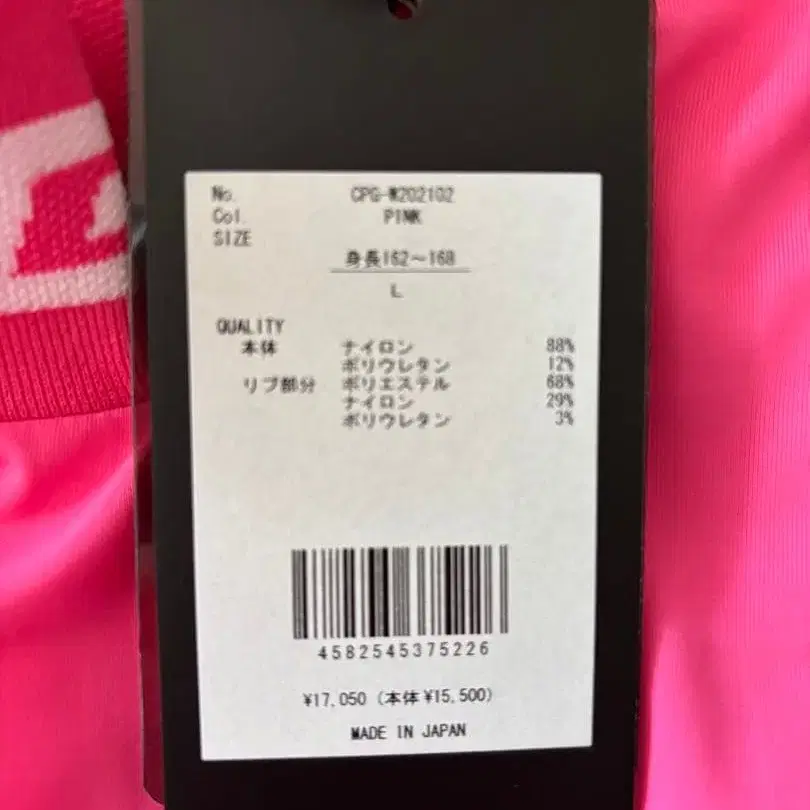 No. CPG-W202102
Col. PINK
SIZE
身長162～168
L
QUALITY
本体 ナイロン 88%
ポリウレタン 12%
リブ部分 ポリエステル 68%
ナイロン 29%
ポリウレタン 3%
4582545375226
¥17,050 (本体¥15,500)
MADE IN JAPAN